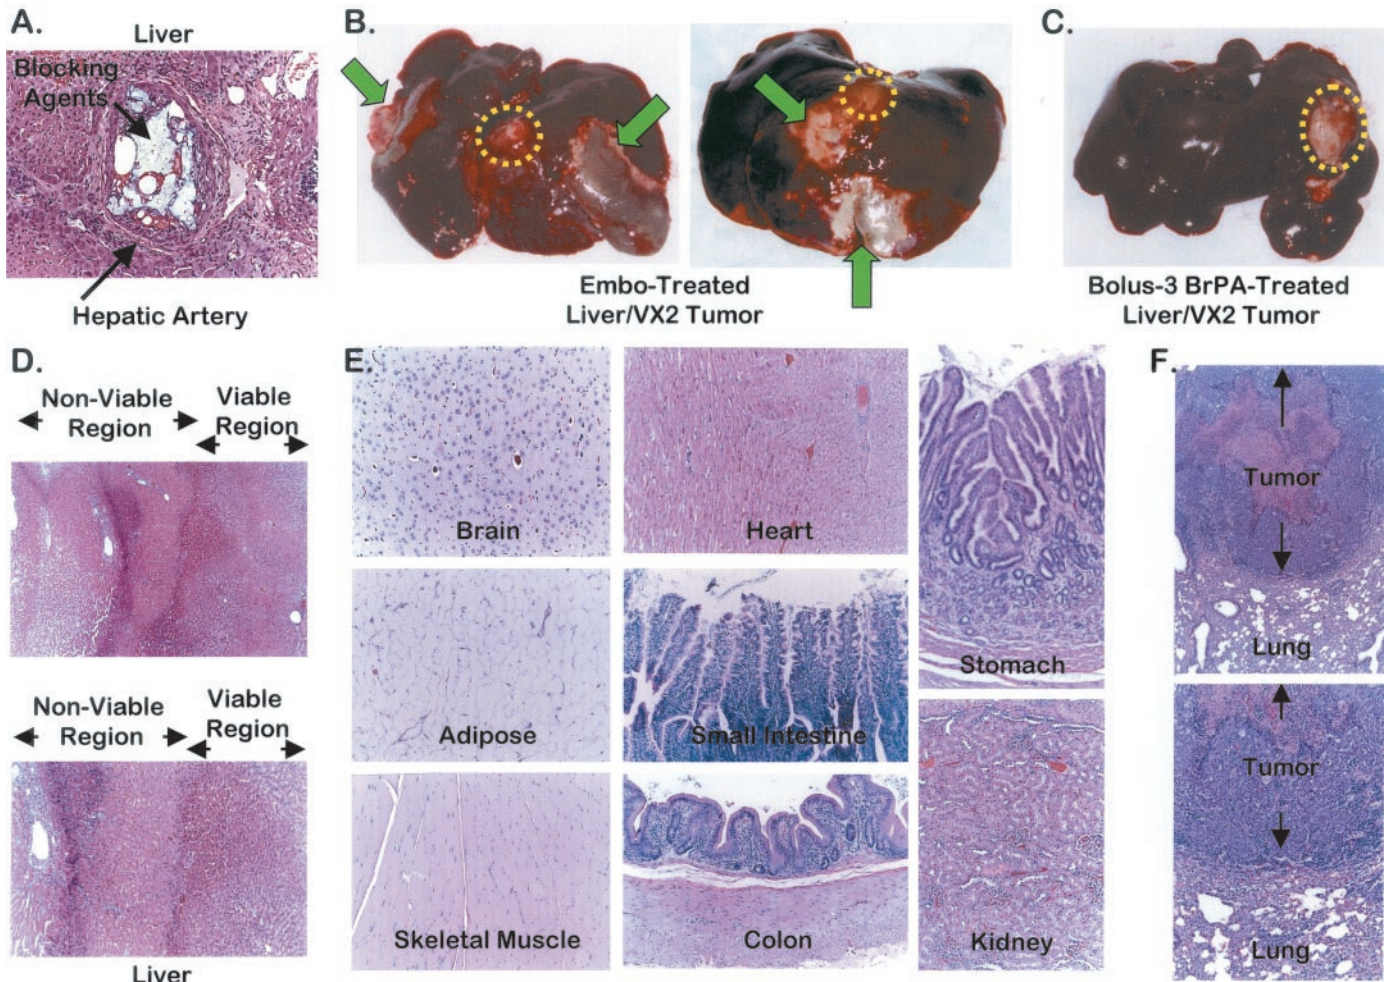 A.
Liver
Blocking
Agents
Hepatic Artery
B.
Embo-Treated
Liver/VX2 Tumor
C.
Bolus-3 BrPA-Treated
Liver/VX2 Tumor
D.
Non-Viable
Region
Viable
Region
Non-Viable
Region
Viable
Region
Liver
E.
Brain
Heart
Stomach
Adipose
Small Intestine
Skeletal Muscle
Colon
Kidney
F.
Tumor
Lung
Tumor
Lung